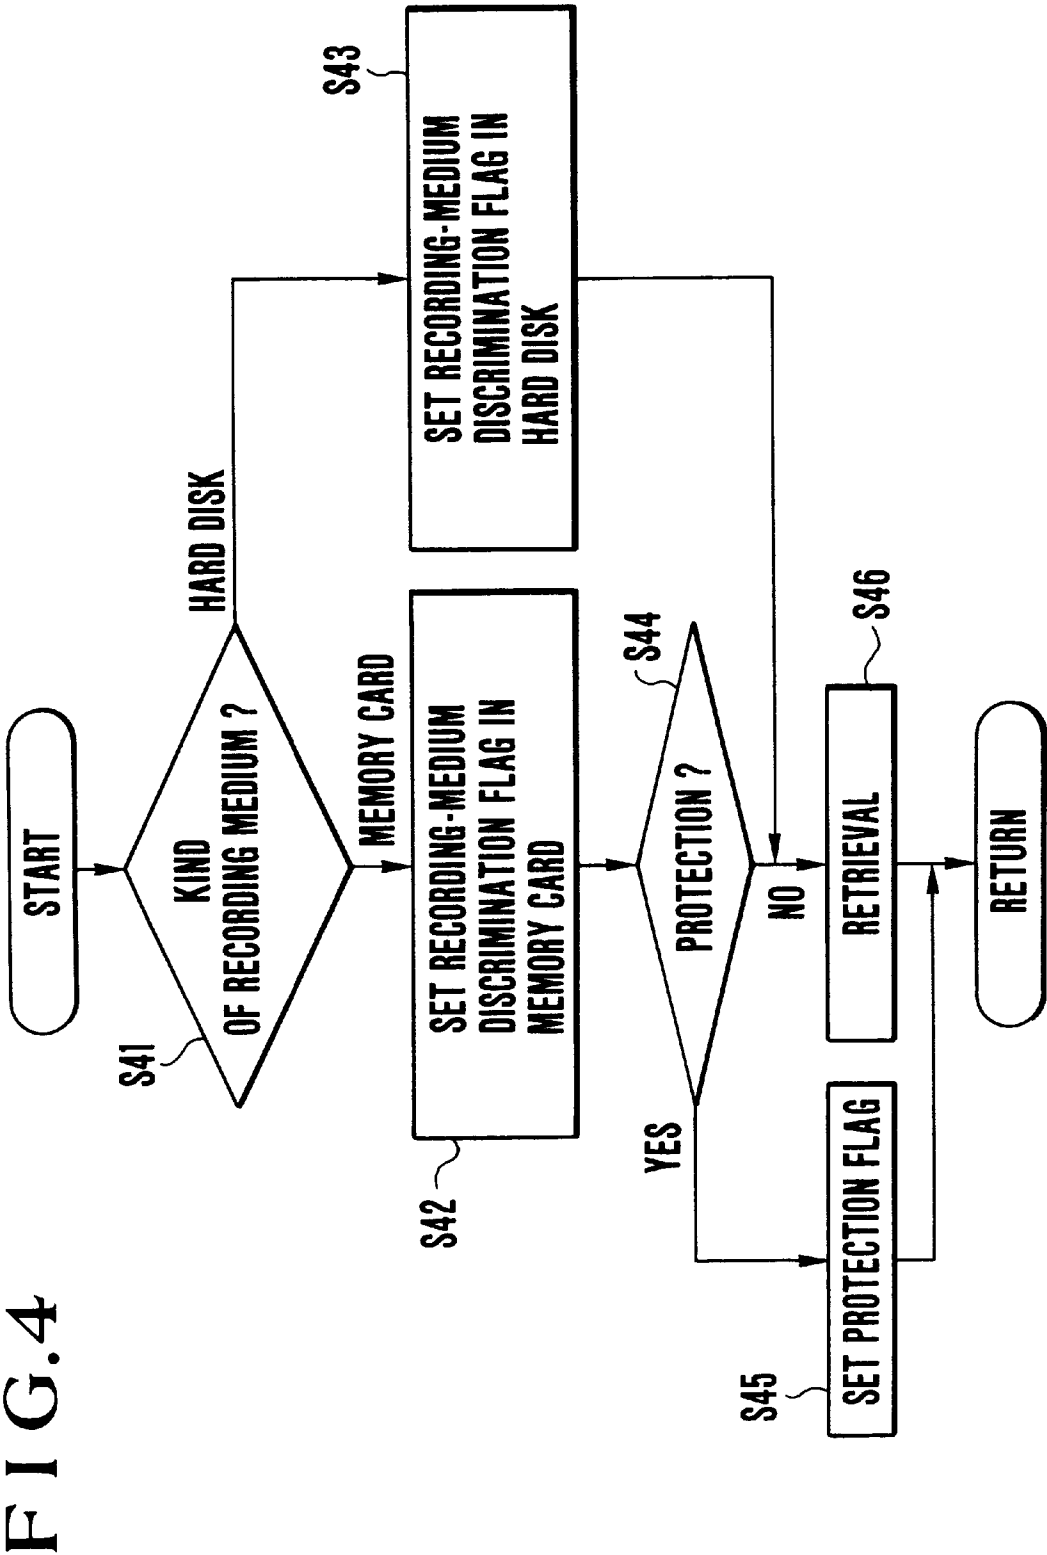 FIG.4
START
S41
KIND
OF RECORDING MEDIUM ?
HARD DISK
MEMORY CARD
S42
SET RECORDING-MEDIUM
DISCRIMINATION FLAG IN
MEMORY CARD
S43
SET RECORDING-MEDIUM
DISCRIMINATION FLAG IN
HARD DISK
S44
PROTECTION ?
YES
NO
S45
SET PROTECTION FLAG
S46
RETRIEVAL
RETURN